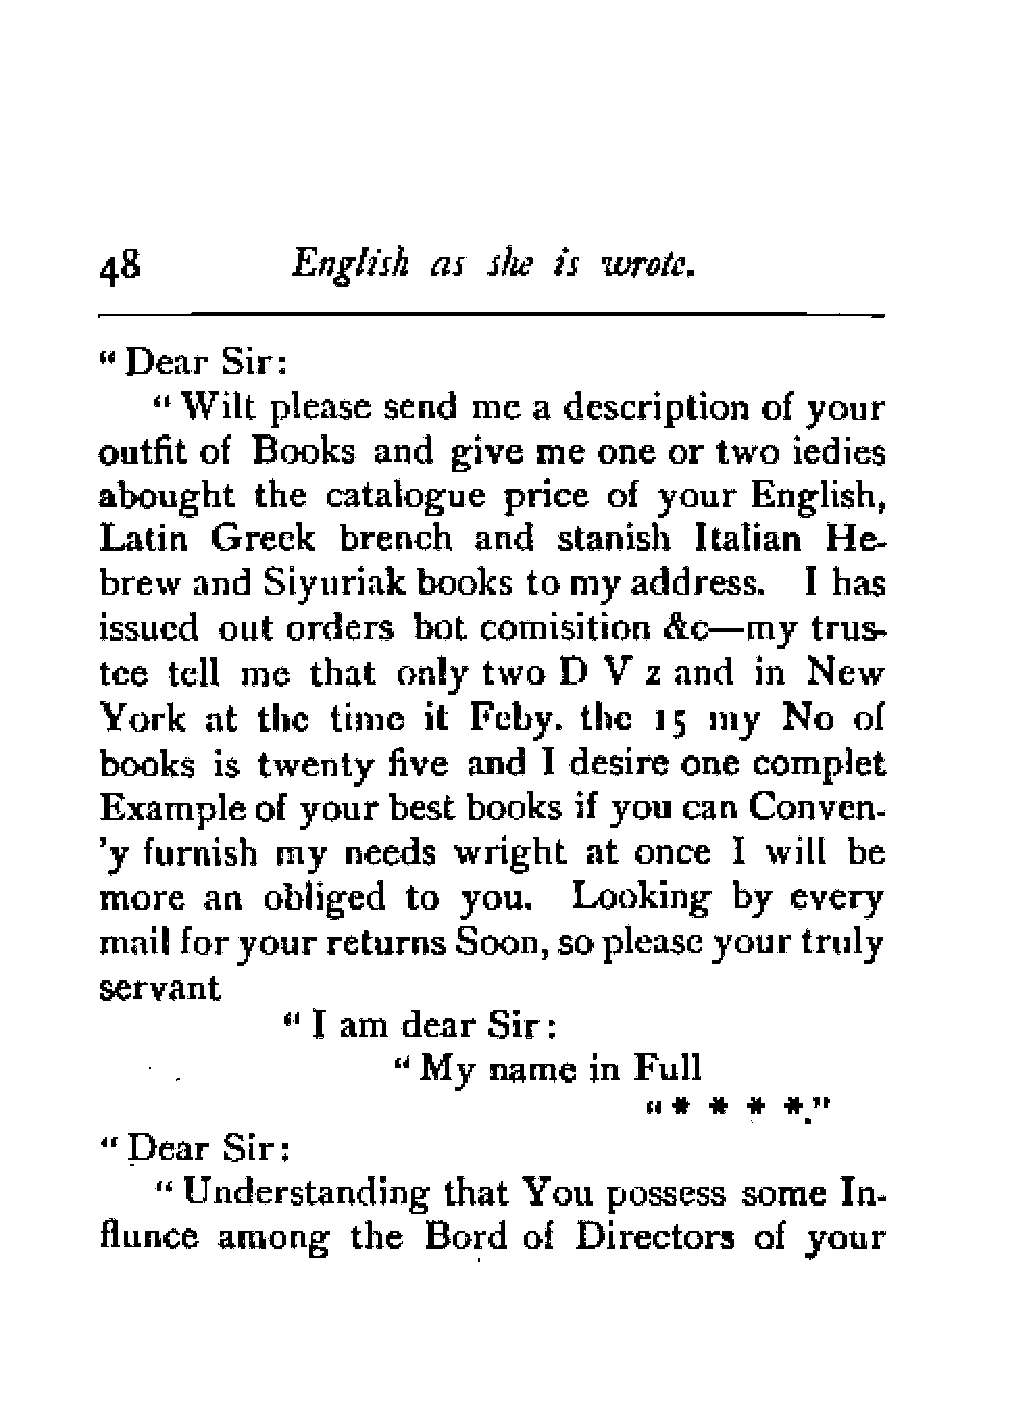 48 English as she is wrote.
“ Dear Sir:
“ Wilt please send me a description of your
outfit of Books and give me one or two iedies
abought the catalogue price of your English,
Latin Greek brench and stanish Italian He-
brew and Siyuriak books to my address. I has
issued out orders bot comisition &c—my trus-
tee tell me that only two D V z and in New
York at the time it Feby. the 15 my No of
books is twenty five and I desire one complet
Example of your best books if you can Conven-
’y furnish my needs wright at once I will be
more an obliged to you. Looking by every
mail for your returns Soon, so please your truly
servant
“ I am dear Sir:
“ My name in Full
“ * * * *.”
“ Dear Sir:
“ Understanding that You possess some In-
flunce among the Bord of Directors of your